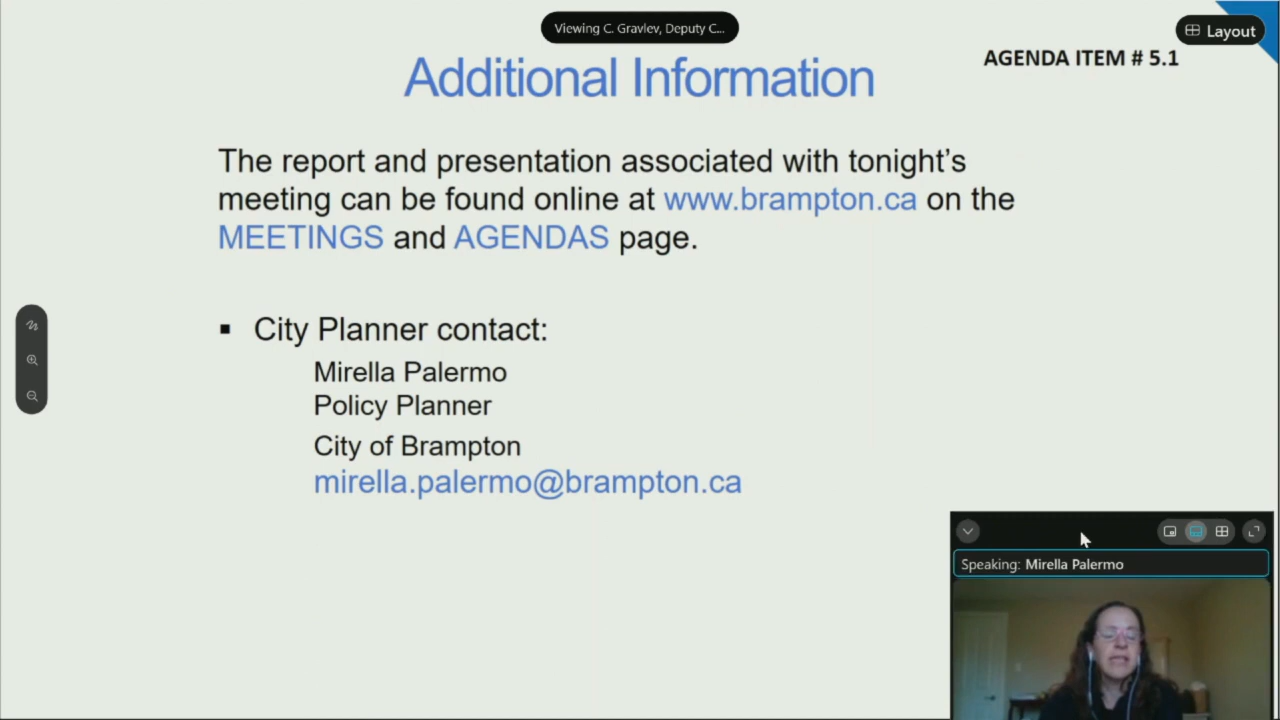 Viewing C. Gravlev, Deputy C...
Layout
AGENDA ITEM # 5.1
Additional Information
The report and presentation associated with tonight's
meeting can be found online at www.brampton.ca on the
MEETINGS and AGENDAS page.
▪ City Planner contact:
Mirella Palermo
Policy Planner
City of Brampton
mirella.palermo@brampton.ca
Speaking: Mirella Palermo